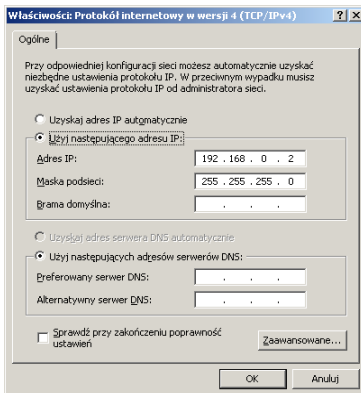 Właściwości: Protokół internetowy w wersji 4 (TCP/IPv4)
Ogólne
Przy odpowiedniej konfiguracji sieci możesz automatycznie uzyskać
niezbędne ustawienia protokołu IP. W przeciwnym wypadku musisz
uzyskać ustawienia protokołu IP od administratora sieci.
Uzyskaj adres IP automatycznie
Użyj następującego adresu IP:
Adres IP: 192 . 168 . 0 . 2
Maska podsieci: 255 . 255 . 255 . 0
Brama domyślna: . . .
Uzyskaj adres serwera DNS automatycznie
Użyj następujących adresów serwerów DNS:
Preferowany serwer DNS: . . .
Alternatywny serwer DNS: . . .
Sprawdź przy zakończeniu poprawność
ustawień
Zaawansowane...
OK Anuluj